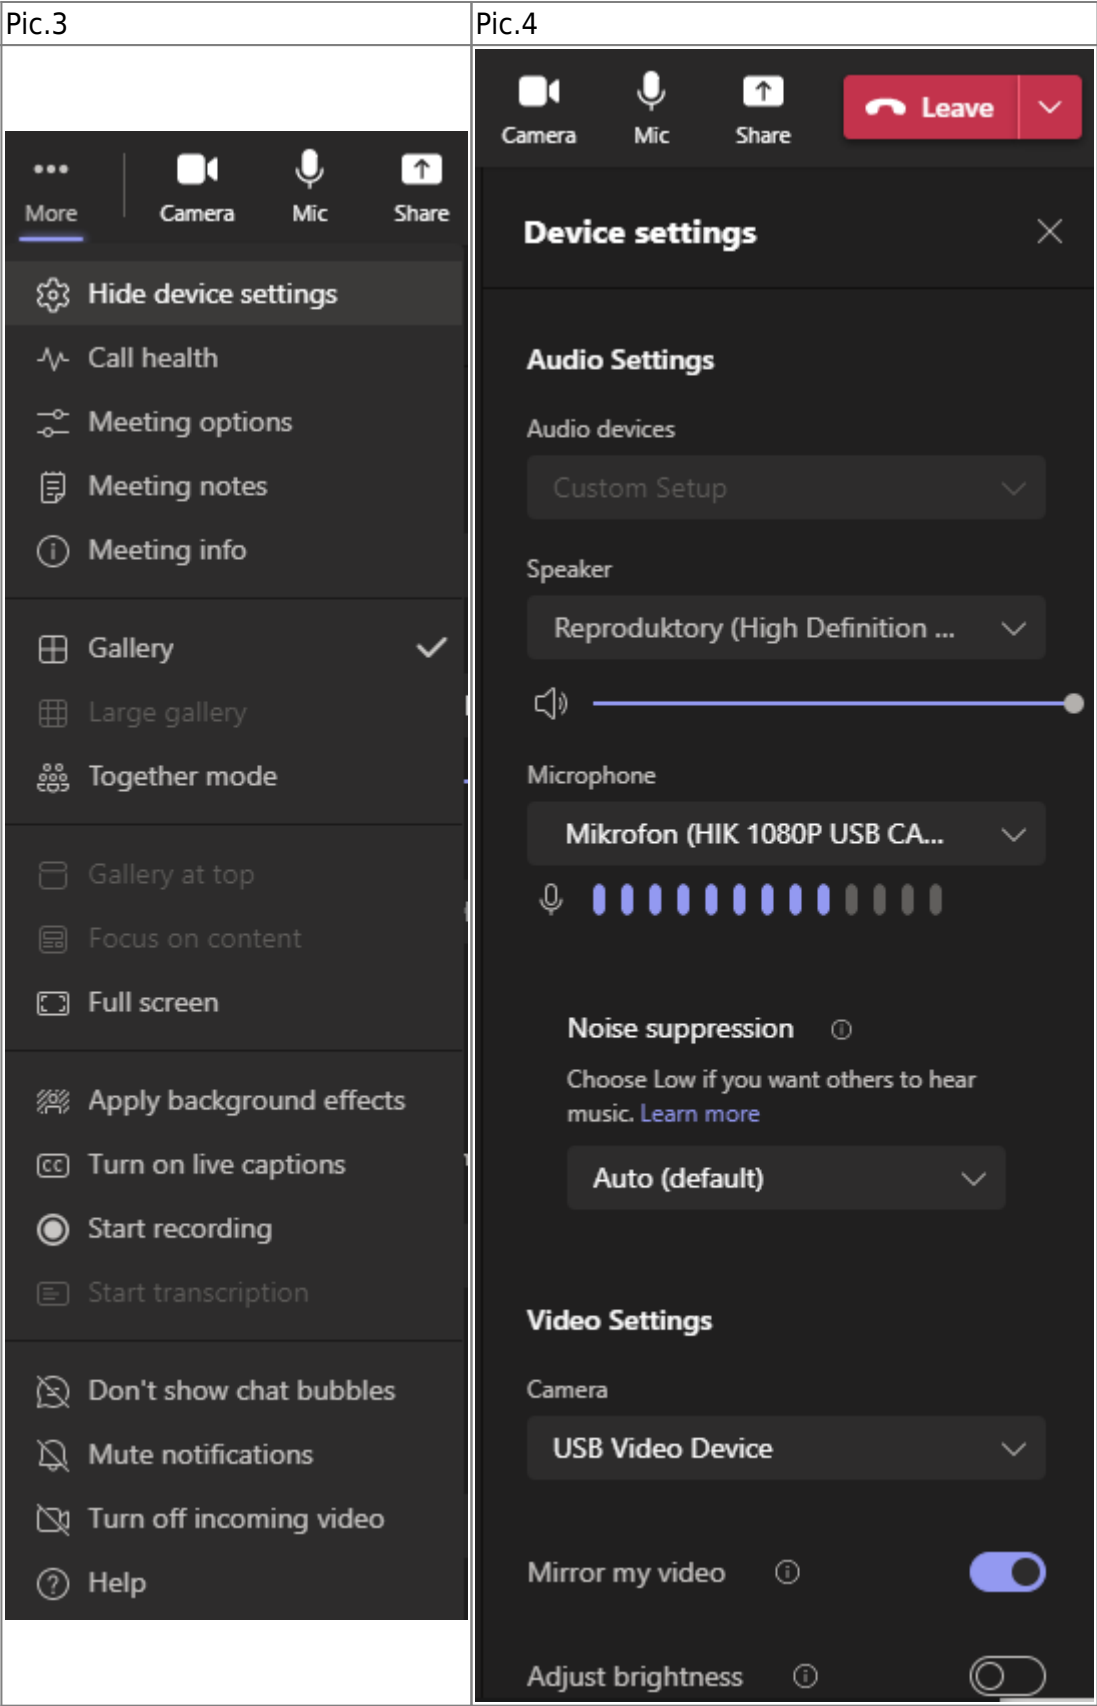 Pic.3
Pic.4
More
Camera
Mic
Share
Hide device settings
Call health
Meeting options
Meeting notes
Meeting info
Gallery
Large gallery
Together mode
Gallery at top
Focus on content
Full screen
Apply background effects
CC Turn on live captions
Start recording
Start transcription
Don't show chat bubbles
Mute notifications
Turn off incoming video
Help
Camera
Mic
Share
Leave
Device settings
Audio Settings
Audio devices
Custom Setup
Speaker
Reproduktory (High Definition ...
Microphone
Mikrofon (HIK 1080P USB CA...
Noise suppression
Choose Low if you want others to hear
music. Learn more
Auto (default)
Video Settings
Camera
USB Video Device
Mirror my video
Adjust brightness